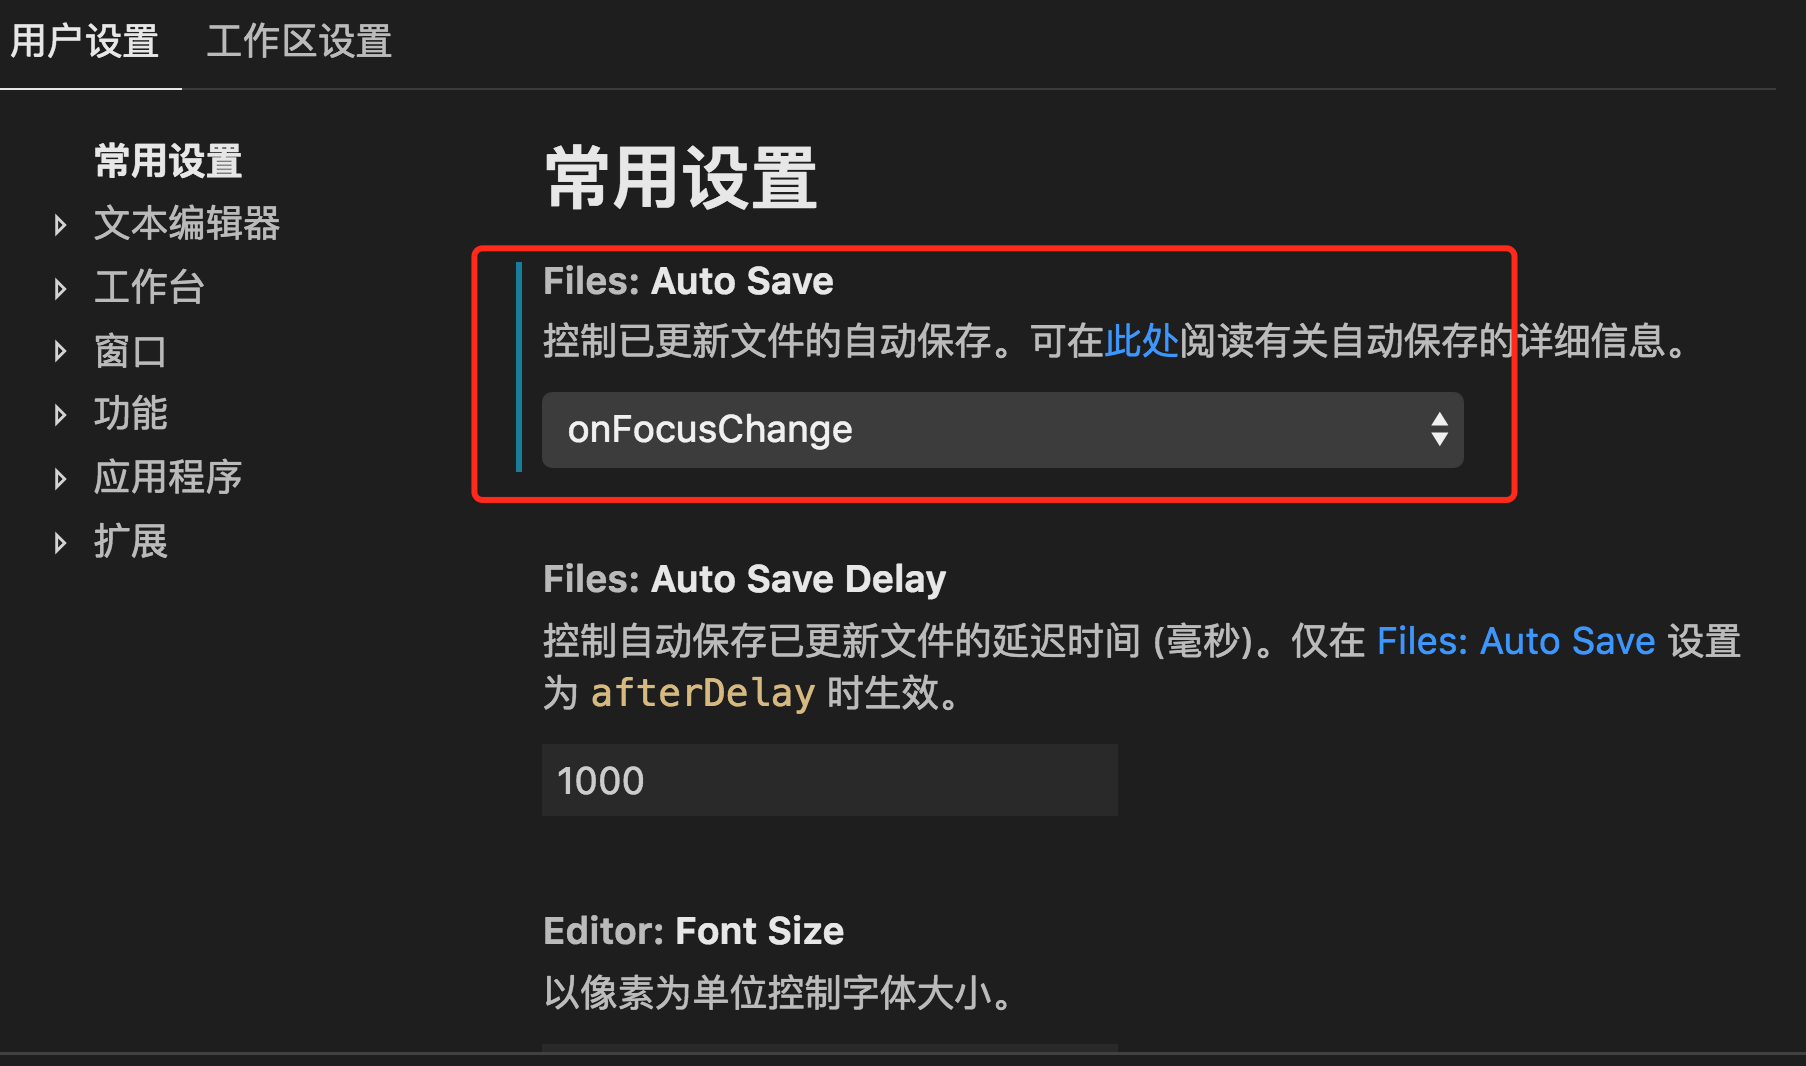 用户设置 工作区设置
常用设置
文本编辑器
工作台
窗口
功能
应用程序
扩展
常用设置
Files: Auto Save
控制已更新文件的自动保存。可在此处阅读有关自动保存的详细信息。
onFocusChange
Files: Auto Save Delay
控制自动保存已更新文件的延迟时间 (毫秒)。仅在 Files: Auto Save 设置
为 afterDelay 时生效。
1000
Editor: Font Size
以像素为单位控制字体大小。